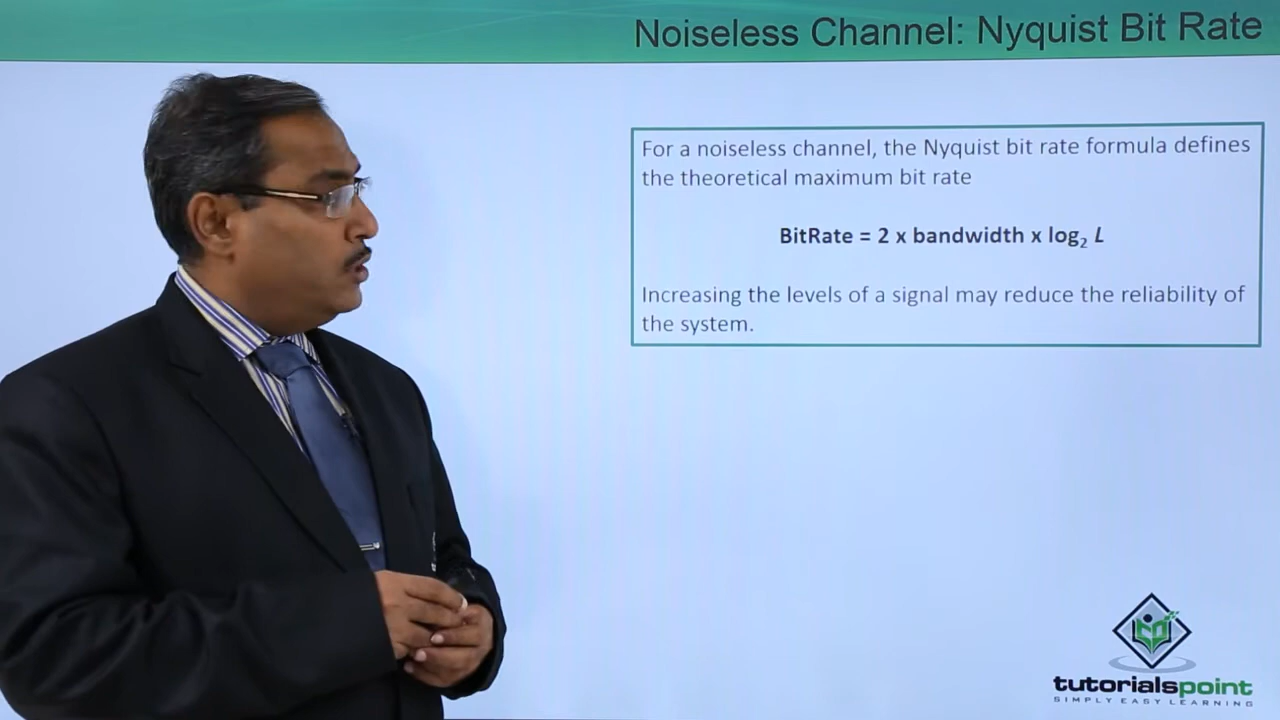 Noiseless Channel: Nyquist Bit Rate
For a noiseless channel, the Nyquist bit rate formula defines
the theoretical maximum bit rate
BitRate = 2 x bandwidth x log₂ L
Increasing the levels of a signal may reduce the reliability of
the system.
tutorialspoint
SIMPLY EASY LEARNING